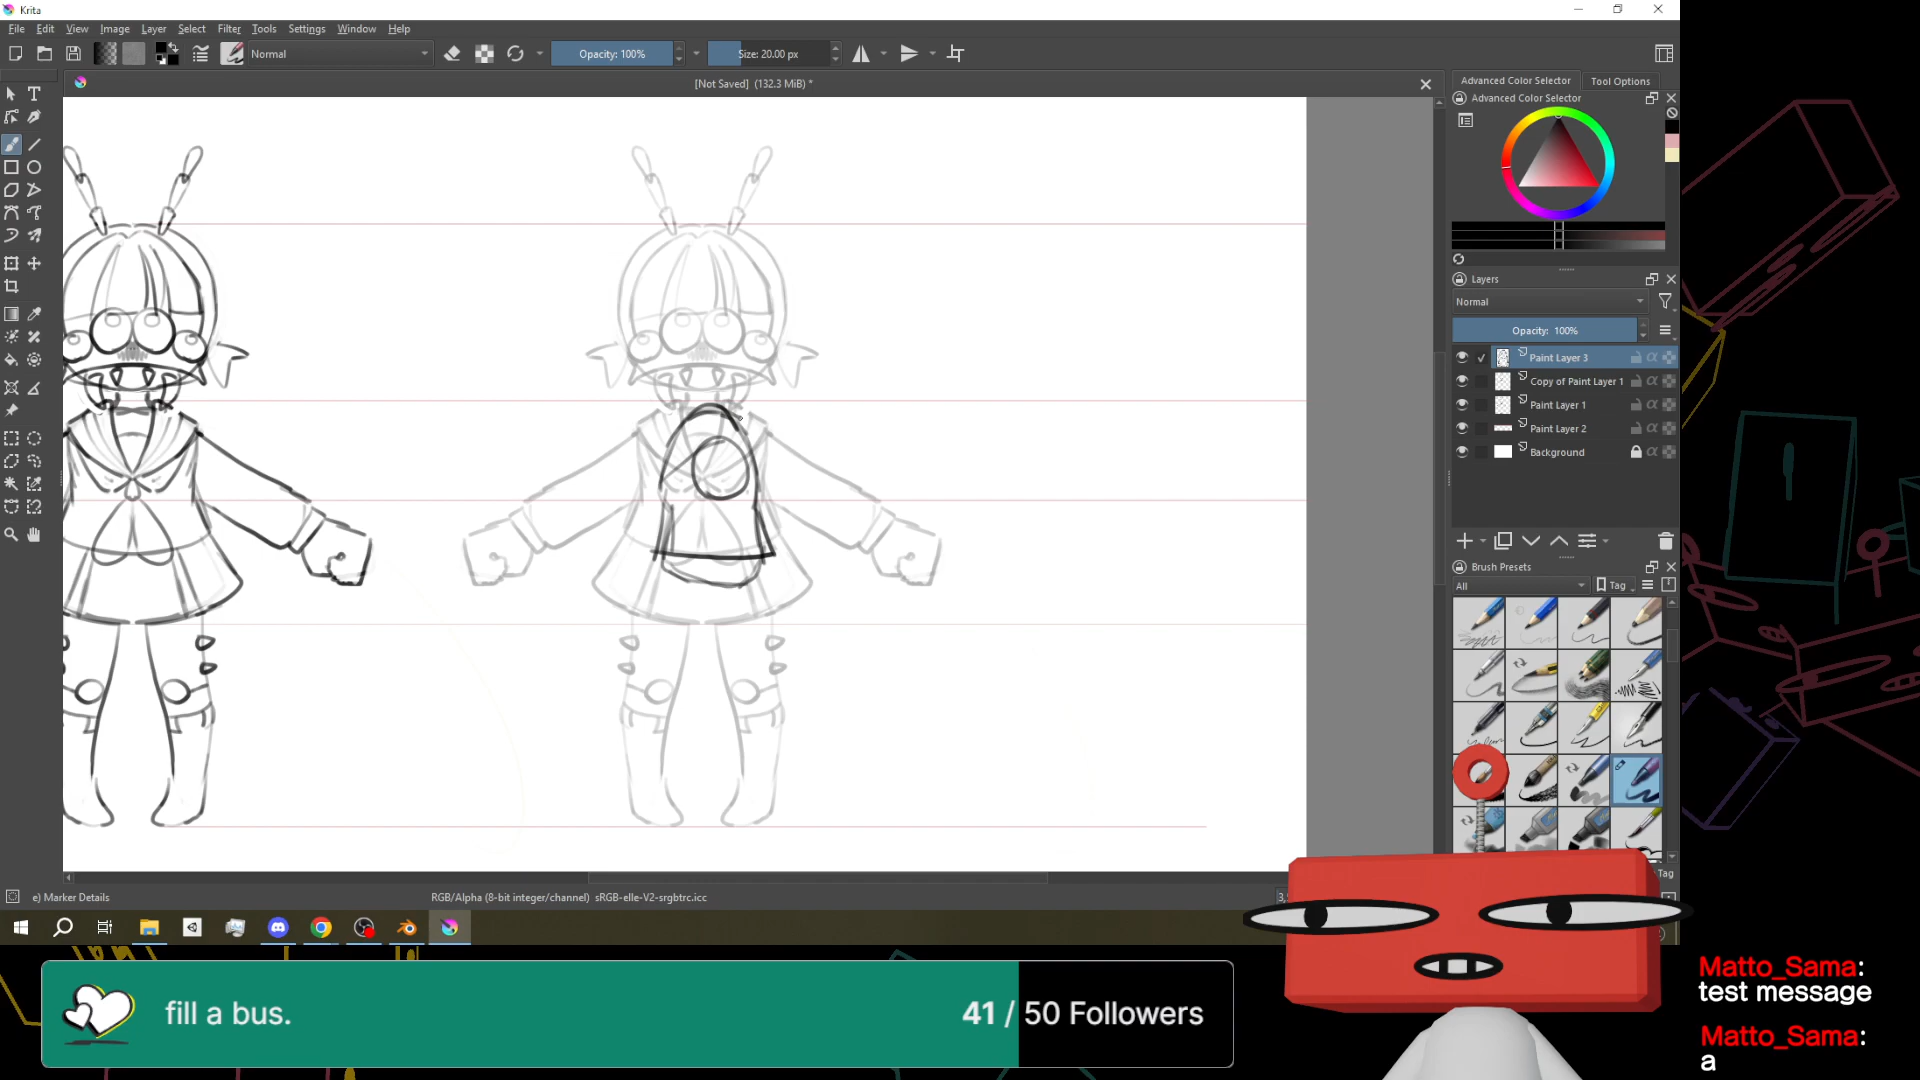 Krita
File Edit View Image Layer Select Filter Tools Settings Window Help
Normal
Opacity: 100%
Size: 20.00 px
[Not Saved] (132.3 MiB) *
Advanced Color Selector
Tool Options
Advanced Color Selector
Layers
Normal
Opacity: 100%
Paint Layer 3
Copy of Paint Layer 1
Paint Layer 1
Paint Layer 2
Background
Brush Presets
All
Tag
Tag
e) Marker Details
RGB/Alpha (8-bit integer/channel) sRGB-elle-V2-srgbtrc.icc
3,
fill a bus.
41 / 50 Followers
Matto_Sama:
test message
Matto_Sama:
a